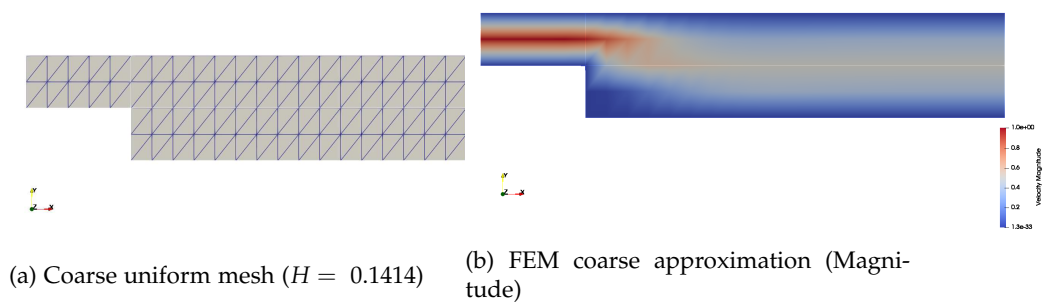 1.0e+00
0.8
0.6
0.4
0.2
1.3e-33
Velocity Magnitude
Y
Z
X
Y
Z
X
(a) Coarse uniform mesh (H = 0.1414)
(b) FEM coarse approximation (Magni-
tude)